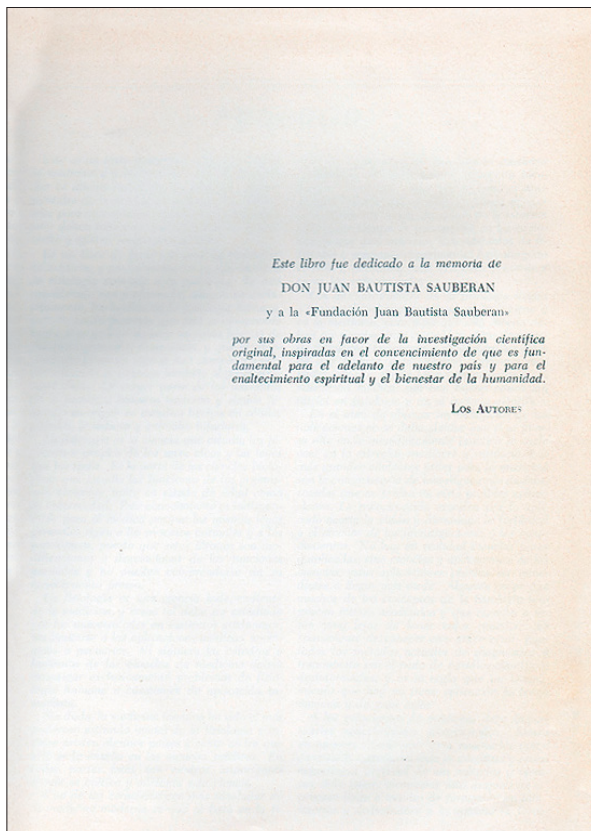 Este libro fue dedicado a la memoria de
DON JUAN BAUTISTA SAUBERAN
y a la «Fundación Juan Bautista Sauberan»
por sus obras en favor de la investigación científica
original, inspiradas en el convencimiento de que es fun-
damental para el adelanto de nuestro país y para el
enaltecimiento espiritual y el bienestar de la humanidad.
Los Autores